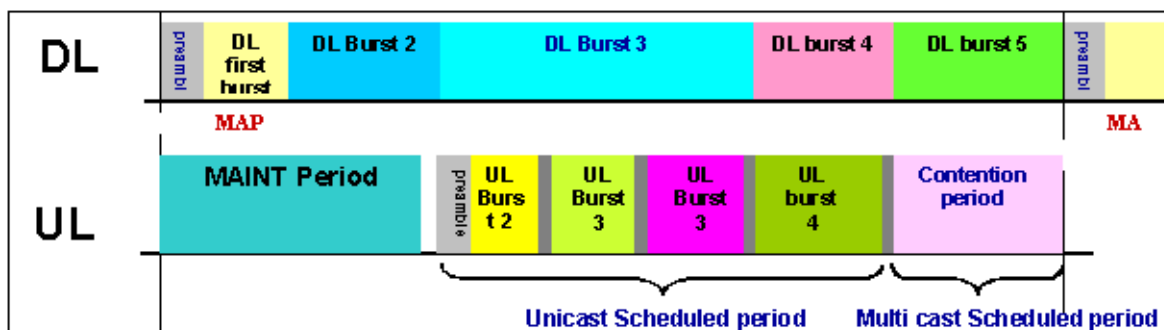 DL
preambl
DL first burst
DL Burst 2
DL Burst 3
DL burst 4
DL burst 5
preambl
MAP
MA
UL
MAINT Period
preamble
UL Burs t 2
UL Burst 3
UL Burst 3
UL burst 4
Contention period
Unicast Scheduled period
Multi cast Scheduled period